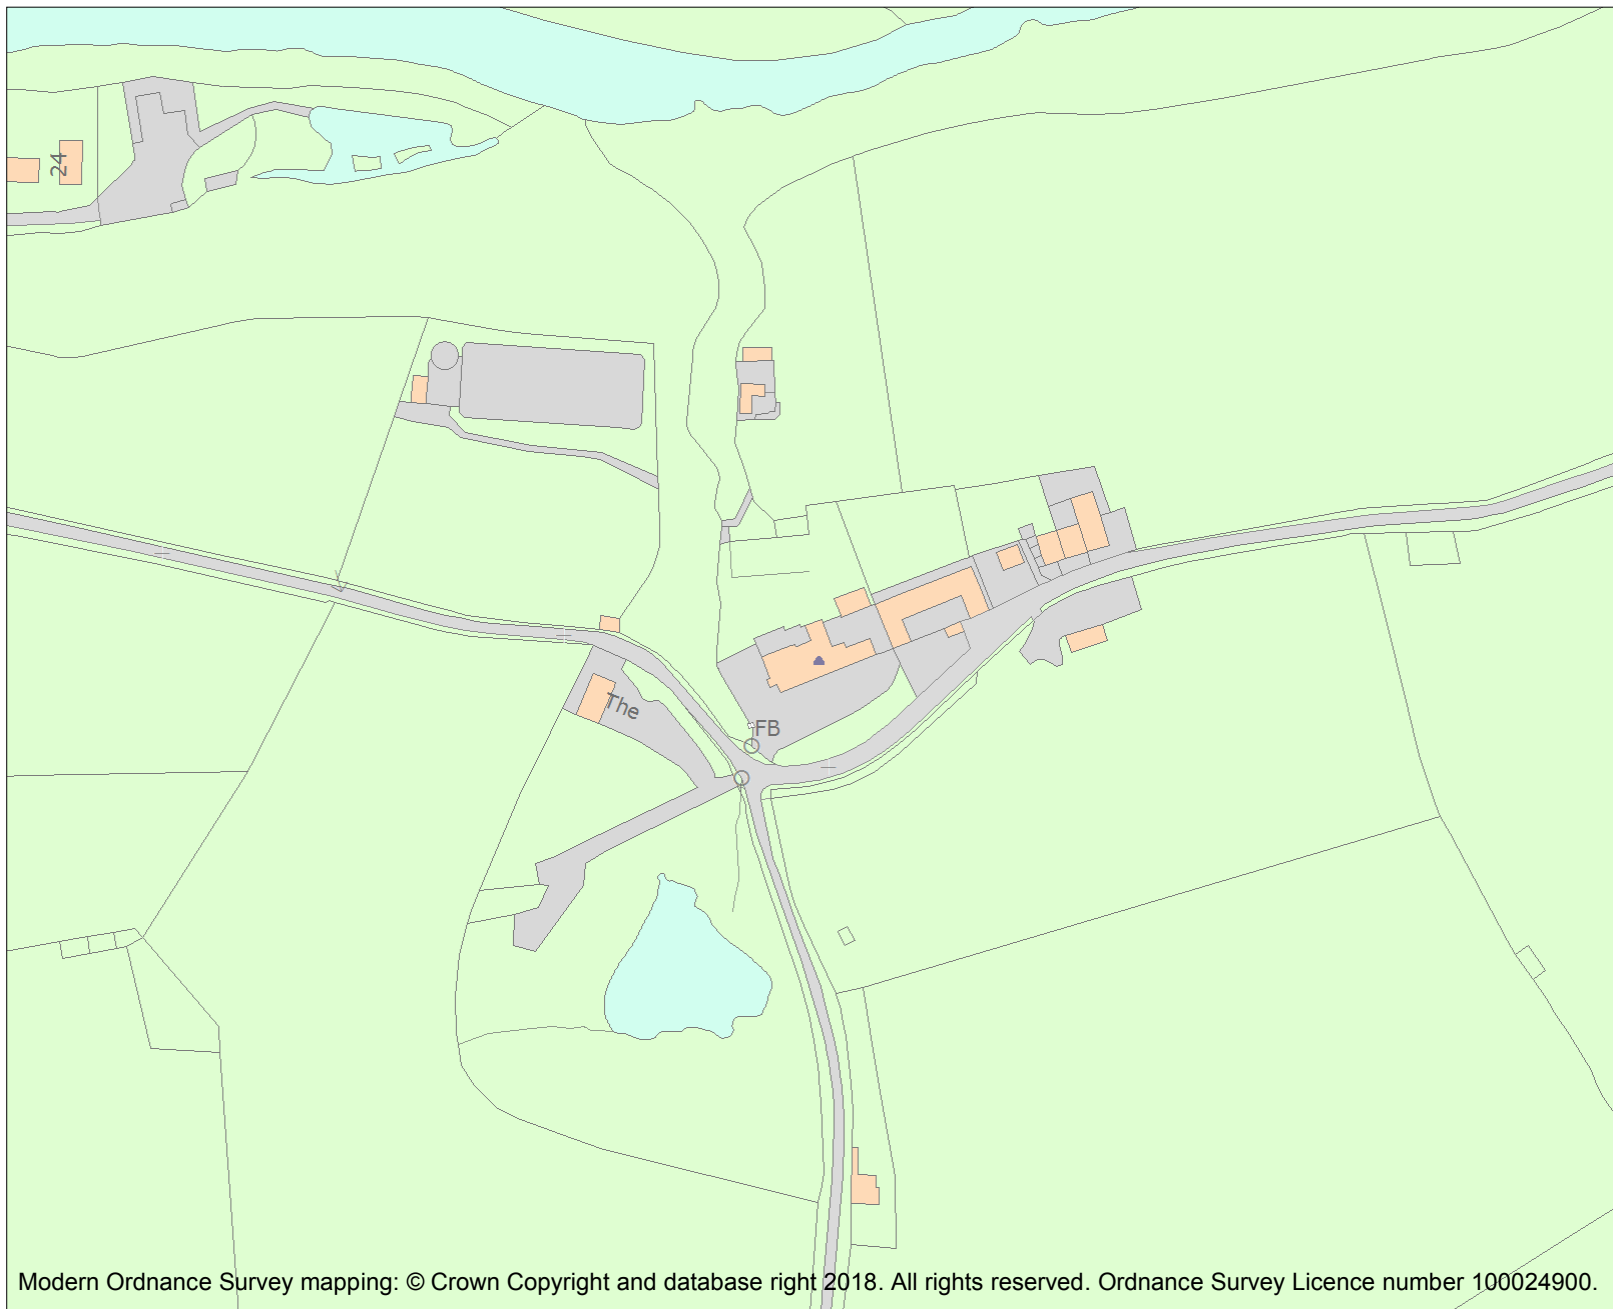 24
The
FB
Modern Ordnance Survey mapping: © Crown Copyright and database right 2018. All rights reserved. Ordnance Survey Licence number 100024900.